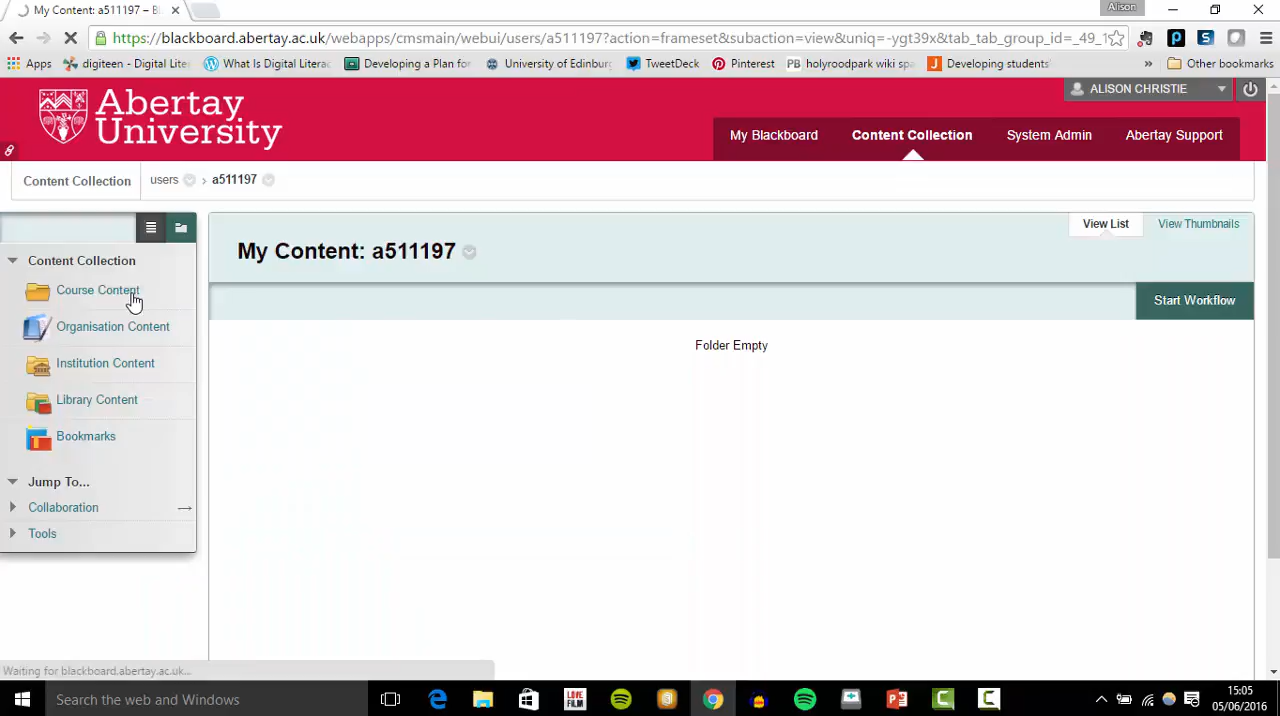 My Content: a511197 – Bl
Alison
https://blackboard.abertay.ac.uk/webapps/cmsmain/webui/users/a511197?action=frameset&subaction=view&uniq=-ygt39x&tab_tab_group_id=_49_1
Apps
digiteen - Digital Lite
What Is Digital Literac
Developing a Plan for
University of Edinburg
TweetDeck
Pinterest
PB holyroodpark wiki spa
Developing students'
»
Other bookmarks
ALISON CHRISTIE
Abertay
University
My Blackboard
Content Collection
System Admin
Abertay Support
Content Collection
users
a511197
View List
View Thumbnails
My Content: a511197
Content Collection
Course Content
Organisation Content
Institution Content
Library Content
Bookmarks
Jump To...
Collaboration
Tools
Start Workflow
Folder Empty
Waiting for blackboard.abertay.ac.uk...
Search the web and Windows
LOVE
FILM
15:05
05/06/2016